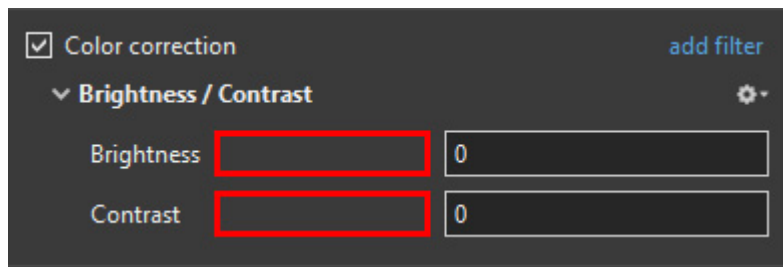 Color correction add filter
Brightness / Contrast
Brightness 0
Contrast 0